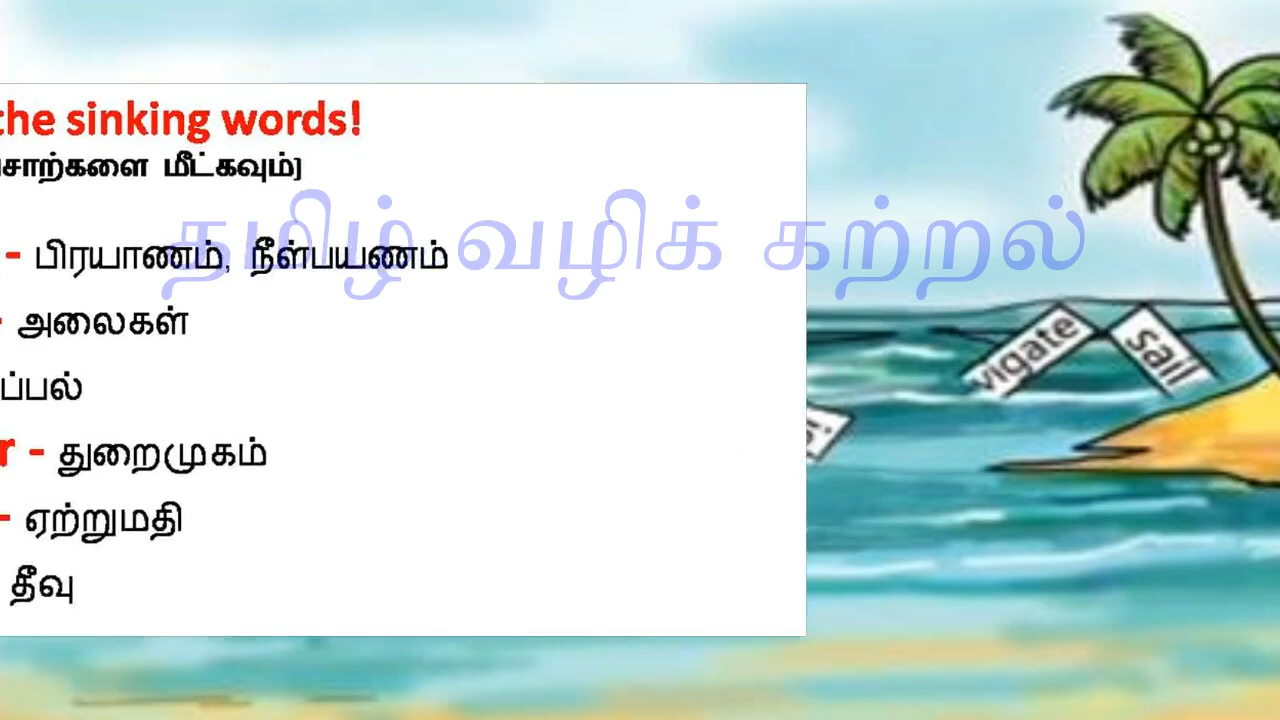 the sinking words!
சொற்களை மீட்கவும்)
தமிழ் வழிக் கற்றல்
- பிரயாணம், நீள்பயணம்
- அலைகள்
ப்பல்
r - துறைமுகம்
- ஏற்றுமதி
தீவு
vigate
sail